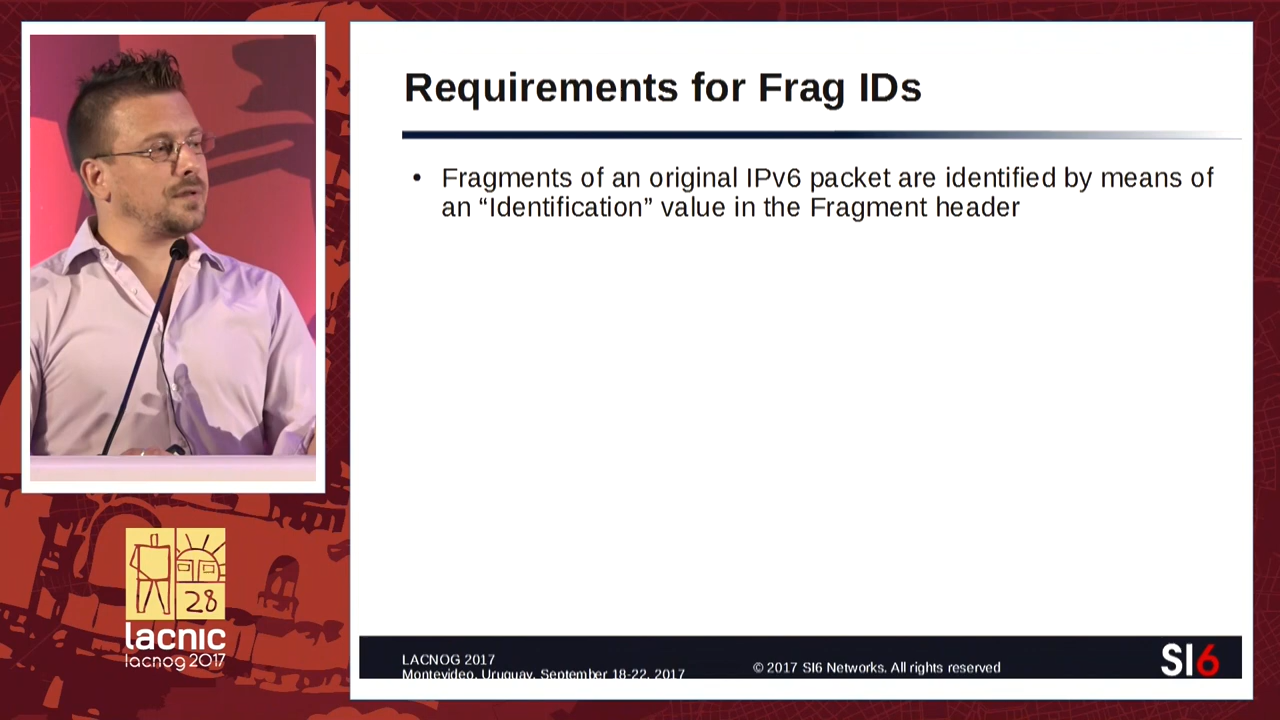 Requirements for Frag IDs
• Fragments of an original IPv6 packet are identified by means of
an “Identification” value in the Fragment header
28
lacnic
lacnog 2017
LACNOG 2017
Montevideo, Uruguay, September 18-22, 2017
© 2017 SI6 Networks. All rights reserved
SI6